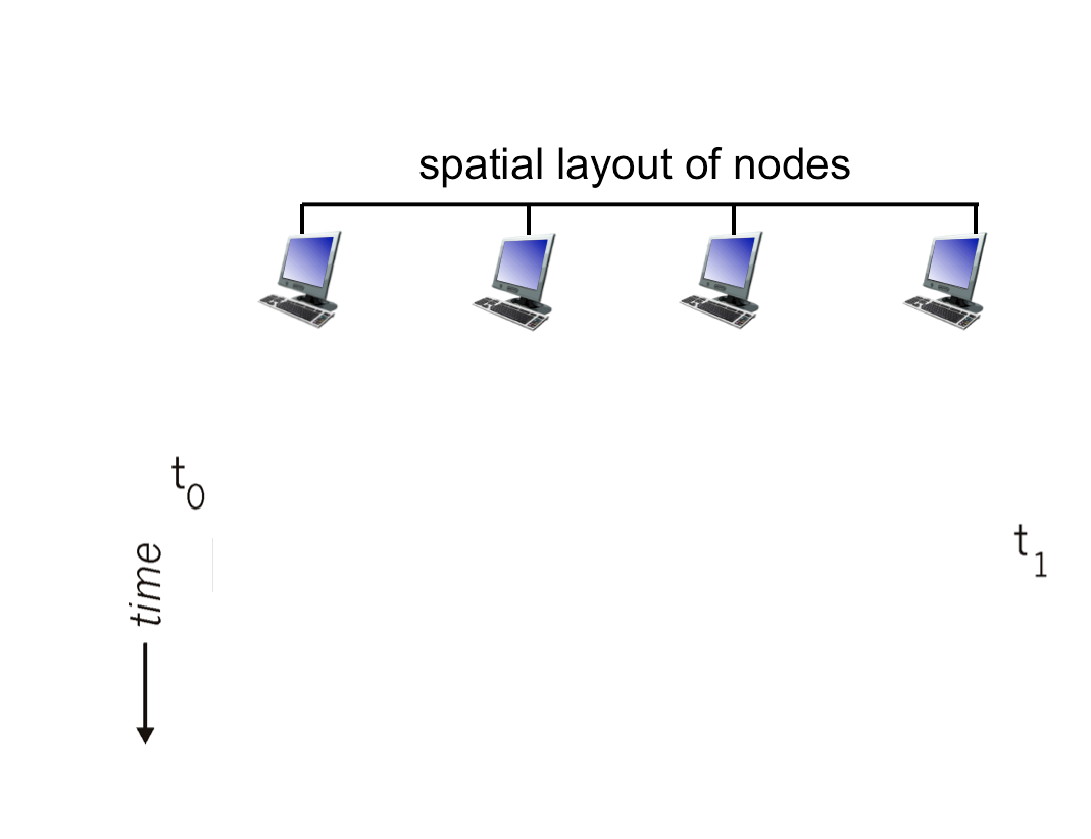 spatial layout of nodes
t0
t1
time